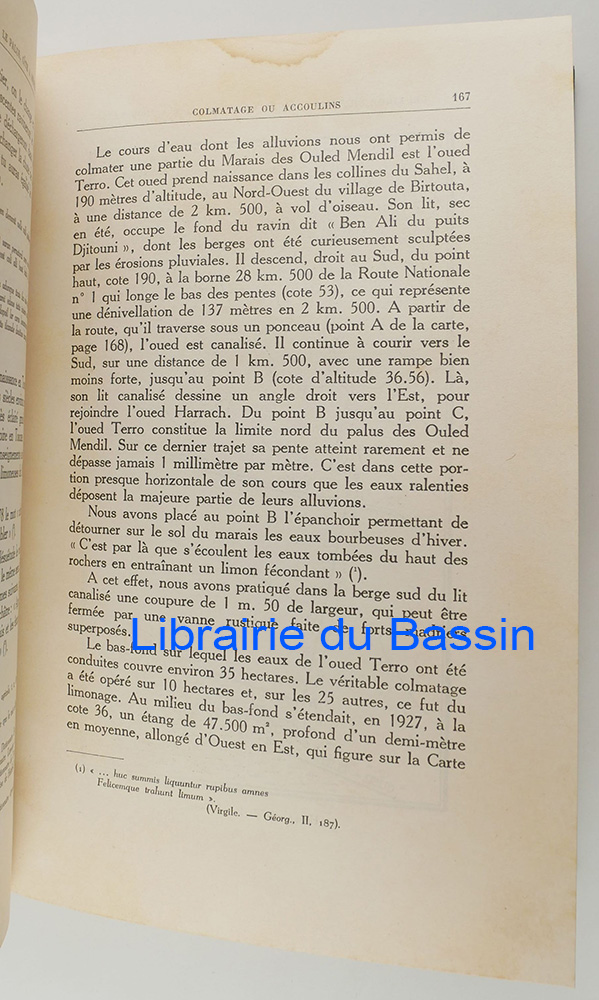 COLMATAGE OU ACCOULINS 167
Le cours d'eau dont les alluvions nous ont permis de
colmater une partie du Marais des Ouled Mendil est l'oued
Terro. Cet oued prend naissance dans les collines du Sahel, à
190 mètres d'altitude, au Nord-Ouest du village de Birtouta,
à une distance de 2 km. 500, à vol d'oiseau. Son lit, sec
en été, occupe le fond du ravin dit « Ben Ali du puits
Djitouni », dont les berges ont été curieusement sculptées
par les érosions pluviales. Il descend, droit au Sud, du point
haut, cote 190, à la borne 28 km. 500 de la Route Nationale
n° 1 qui longe le bas des pentes (cote 53), ce qui représente
une dénivellation de 137 mètres en 2 km. 500. A partir de
la route, qu'il traverse sous un ponceau (point A de la carte,
page 168), l'oued est canalisé. Il continue à courir vers le
Sud, sur une distance de 1 km. 500, avec une rampe bien
moins forte, jusqu'au point B (cote d'altitude 36.56). Là,
son lit canalisé dessine un angle droit vers l'Est, pour
rejoindre l'oued Harrach. Du point B jusqu'au point C,
l'oued Terro constitue la limite nord du palus des Ouled
Mendil. Sur ce dernier trajet sa pente atteint rarement et ne
dépasse jamais 1 millimètre par mètre. C'est dans cette por-
tion presque horizontale de son cours que les eaux ralenties
déposent la majeure partie de leurs alluvions.
Nous avons placé au point B l'épanchoir permettant de
détourner sur le sol du marais les eaux bourbeuses d'hiver.
« C'est par là que s'écoulent les eaux tombées du haut des
rochers en entraînant un limon fécondant » (¹).
A cet effet, nous avons pratiqué dans la berge sud du lit
canalisé une coupure de 1 m. 50 de largeur, qui peut être
fermée par une vanne rustique faite de forts madriers
superposés.
Librairie du Bassin
Le bas-fond sur lequel les eaux de l'oued Terro ont été
conduites couvre environ 35 hectares. Le véritable colmatage
a été opéré sur 10 hectares et, sur les 25 autres, ce fut du
limonage. Au milieu du bas-fond s'étendait, en 1927, à la
cote 36, un étang de 47.500 m², profond d'un demi-mètre
en moyenne, allongé d'Ouest en Est, qui figure sur la Carte
(1) « ... huc summis liquuntur rupibus amnes
Felicemque trahunt limum ».
(Virgile. — Géorg., II, 187).